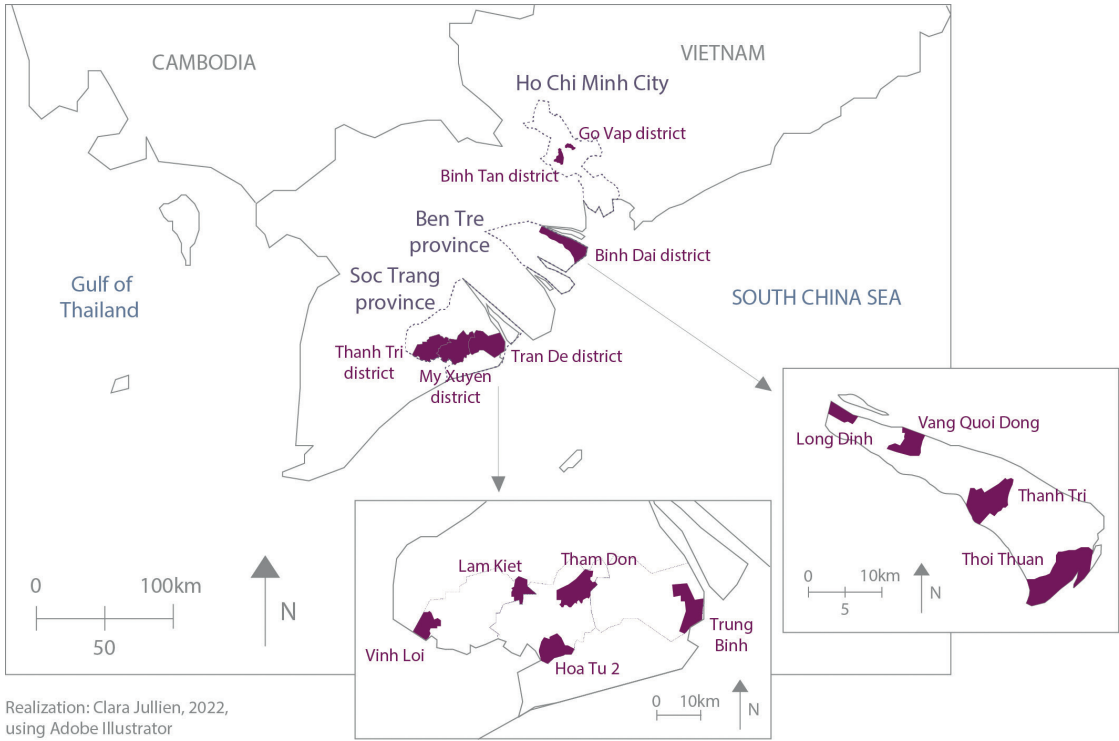 CAMBODIA
VIETNAM
Ho Chi Minh City
Go Vap district
Binh Tan district
Ben Tre
province
Binh Dai district
Gulf of
Thailand
Soc Trang
province
SOUTH CHINA SEA
Thanh Tri
district
My Xuyen
district
Tran De district
Long Dinh
Vang Quoi Dong
Thanh Tri
Thoi Thuan
0 10km
5
N
0 100km
50
N
Lam Kiet
Tham Don
Vinh Loi
Hoa Tu 2
Trung
Binh
0 10km
N
Realization: Clara Jullien, 2022,
using Adobe Illustrator